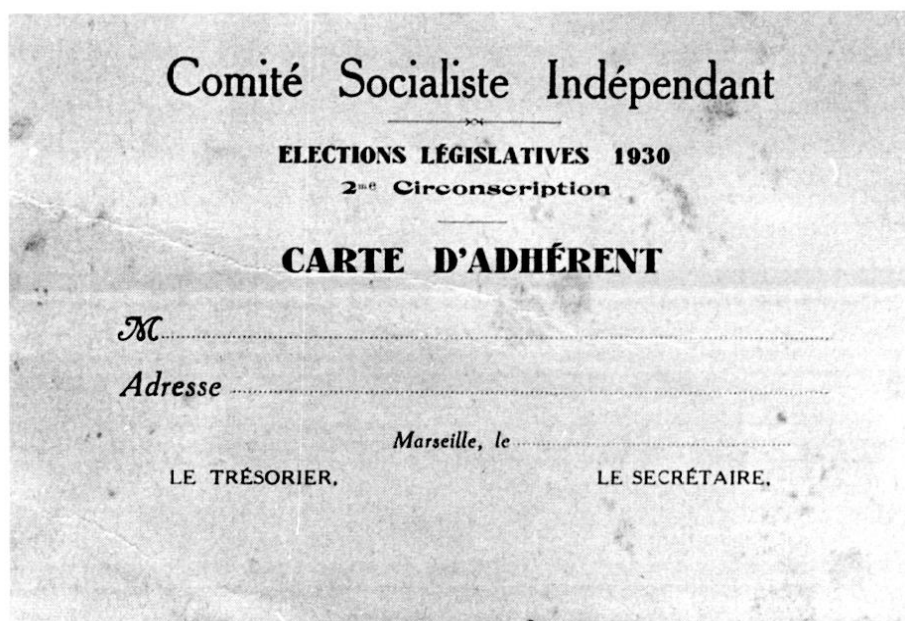 Comité Socialiste Indépendant
ELECTIONS LÉGISLATIVES 1930
2me Circonscription
CARTE D'ADHÉRENT
M
Adresse
Marseille, le
LE TRÉSORIER,
LE SECRÉTAIRE,